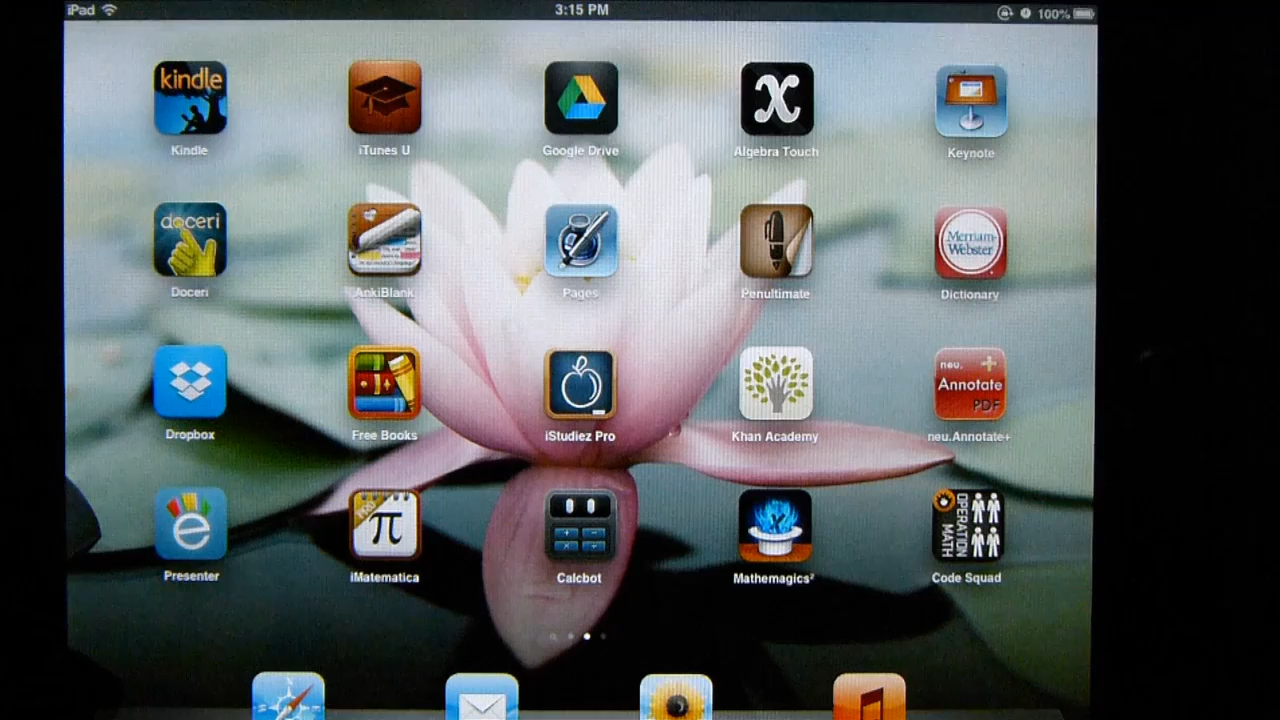 iPad 3:15 PM 100%
kindle
Kindle iTunes U Google Drive Algebra Touch Keynote
doceri
Merriam-
Webster
Doceri AnkiBlank Pages Penultimate Dictionary
neu.
Annotate
PDF
Dropbox Free Books iStudiez Pro Khan Academy neu.Annotate+
PRO
π
OPERATION
MATH
Presenter iMatematica Calcbot Mathemagics² Code Squad